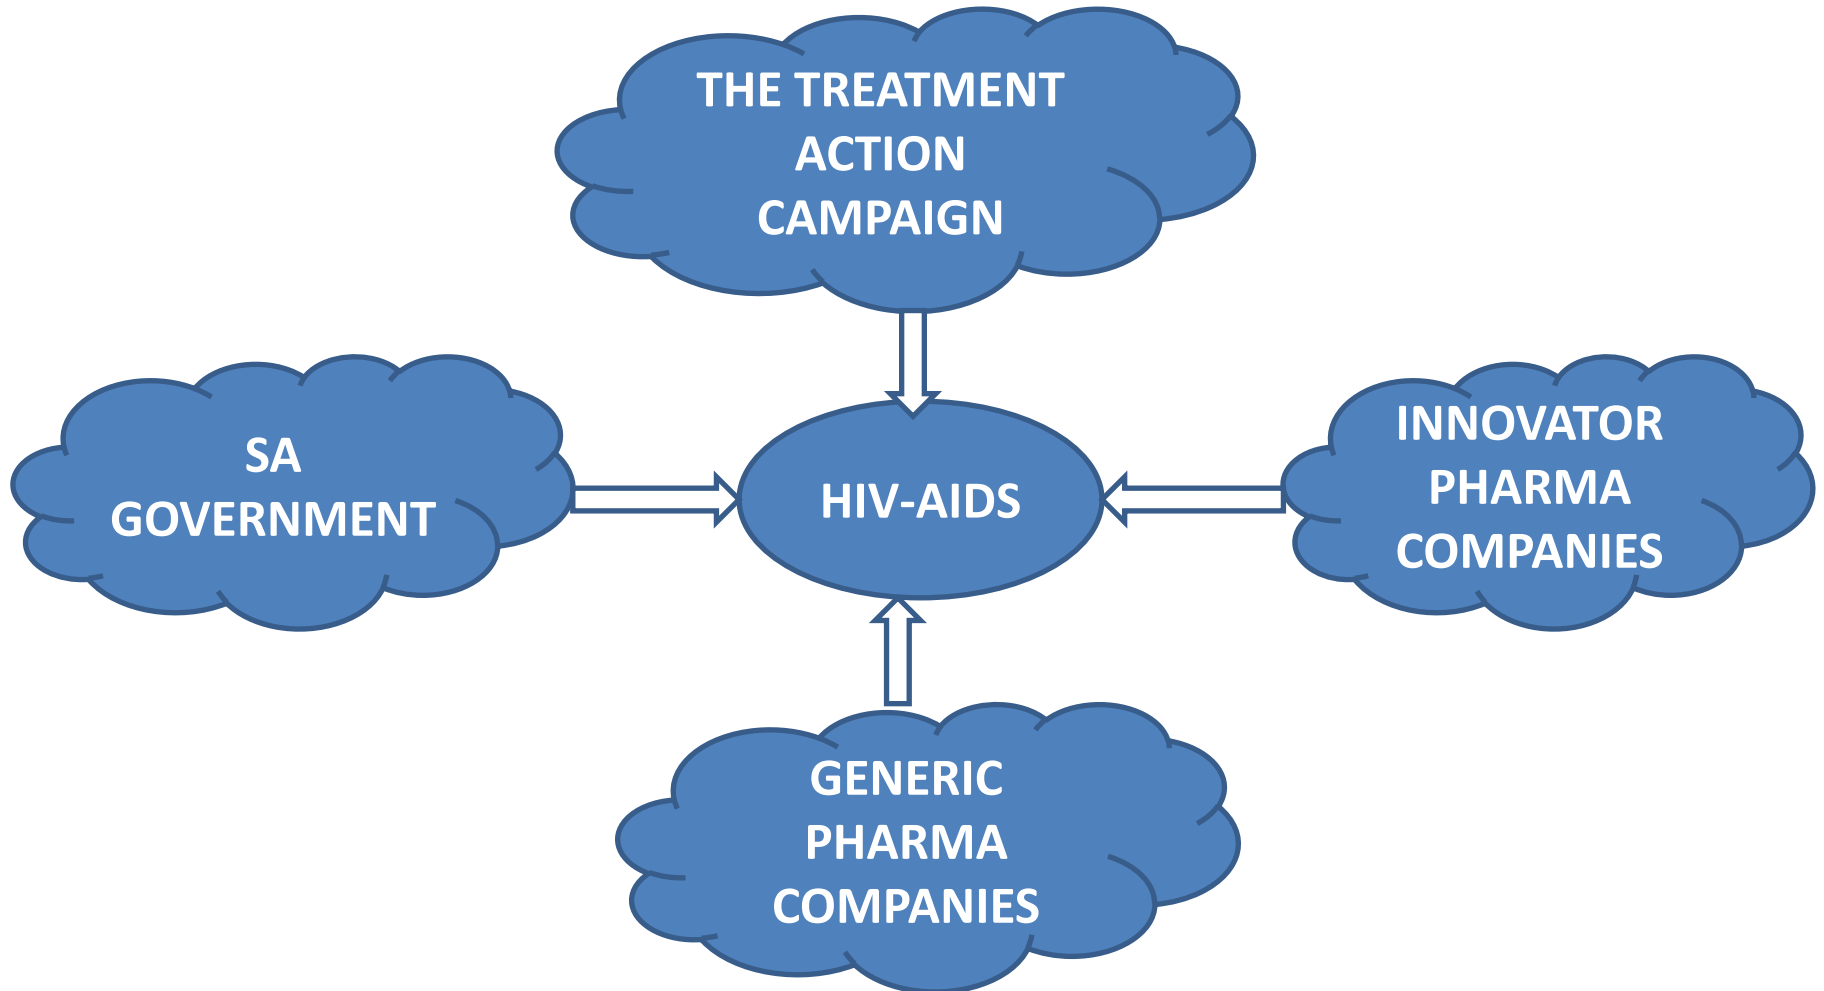 THE TREATMENT
ACTION
CAMPAIGN
SA
GOVERNMENT
HIV-AIDS
INNOVATOR
PHARMA
COMPANIES
GENERIC
PHARMA
COMPANIES